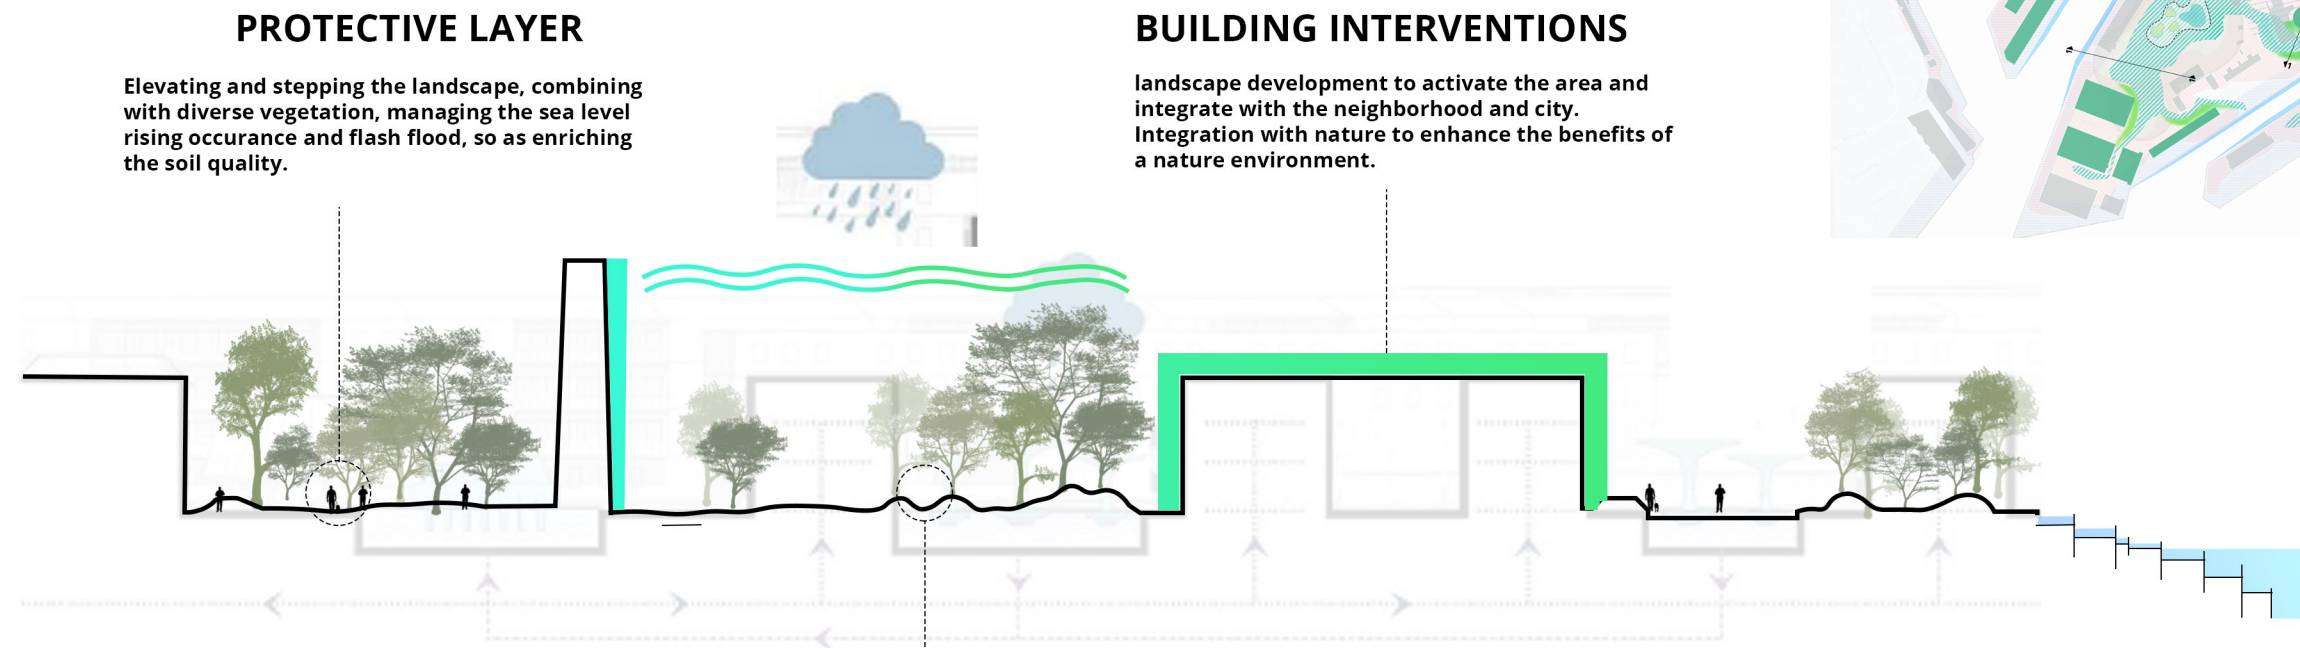 PROTECTIVE LAYER
Elevating and stepping the landscape, combining
with diverse vegetation, managing the sea level
rising occurance and flash flood, so as enriching
the soil quality.
BUILDING INTERVENTIONS
landscape development to activate the area and
integrate with the neighborhood and city.
Integration with nature to enhance the benefits of
a nature environment.